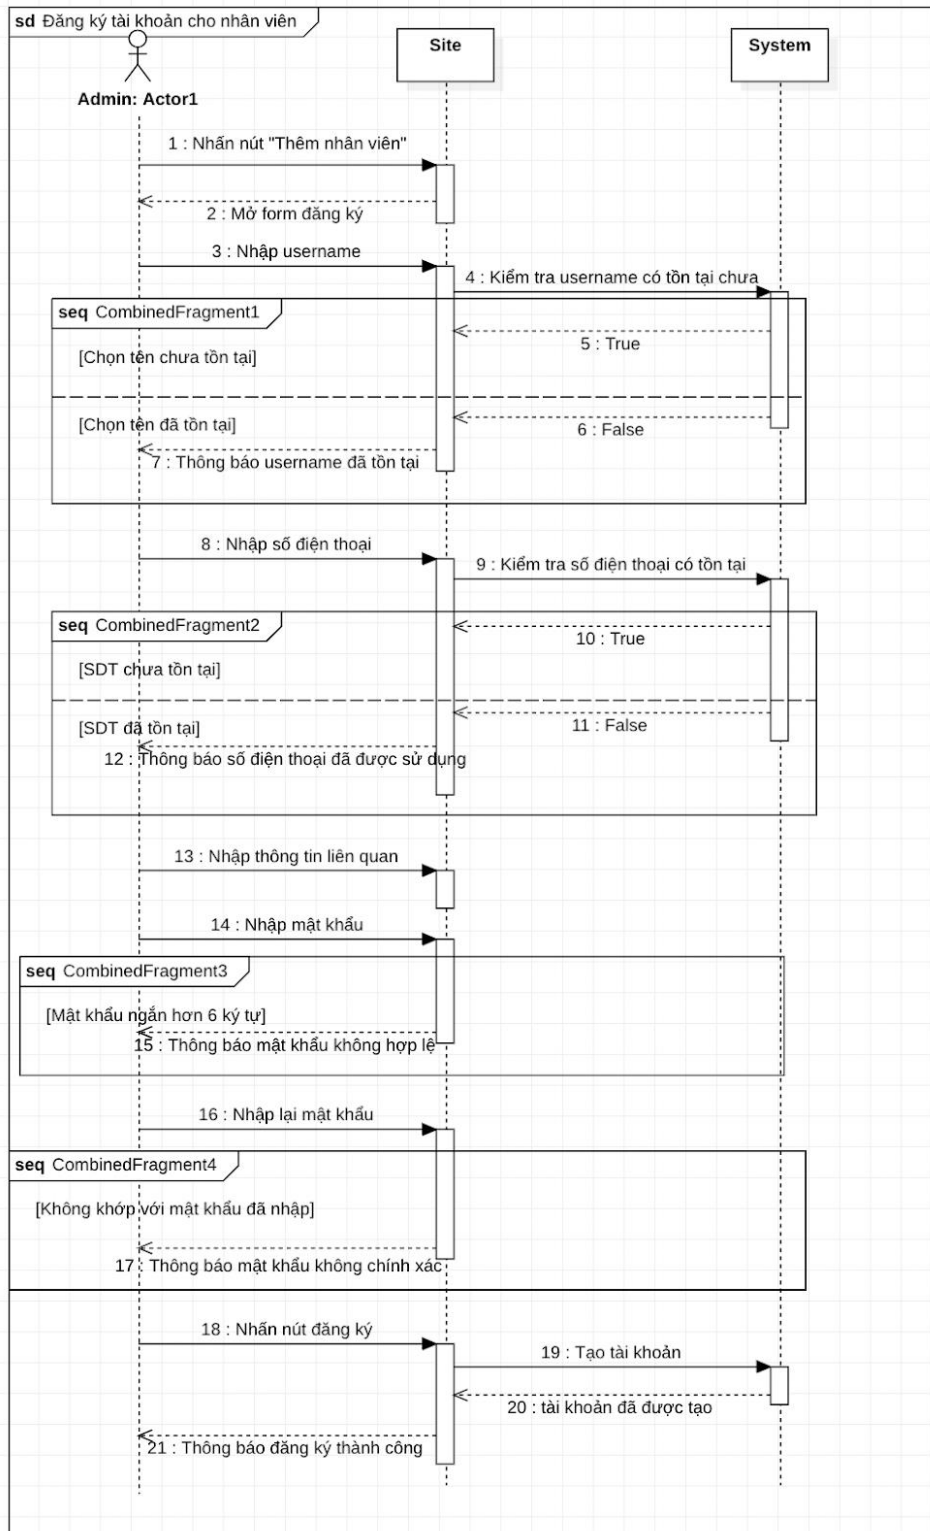 sd Đăng ký tài khoản cho nhân viên
Site
System
Admin: Actor1
1 : Nhấn nút "Thêm nhân viên"
2 : Mở form đăng ký
3 : Nhập username
4 : Kiểm tra username có tồn tại chưa
seq CombinedFragment1
5 : True
[Chọn tên chưa tồn tại]
[Chọn tên đã tồn tại]
6 : False
7 : Thông báo username đã tồn tại
8 : Nhập số điện thoại
9 : Kiểm tra số điện thoại có tồn tại
seq CombinedFragment2
10 : True
[SDT chưa tồn tại]
[SDT đã tồn tại]
11 : False
12 : Thông báo số điện thoại đã được sử dụng
13 : Nhập thông tin liên quan
14 : Nhập mật khẩu
seq CombinedFragment3
[Mật khẩu ngắn hơn 6 ký tự]
15 : Thông báo mật khẩu không hợp lệ
16 : Nhập lại mật khẩu
seq CombinedFragment4
[Không khớp với mật khẩu đã nhập]
17 : Thông báo mật khẩu không chính xác
18 : Nhấn nút đăng ký
19 : Tạo tài khoản
20 : tài khoản đã được tạo
21 : Thông báo đăng ký thành công